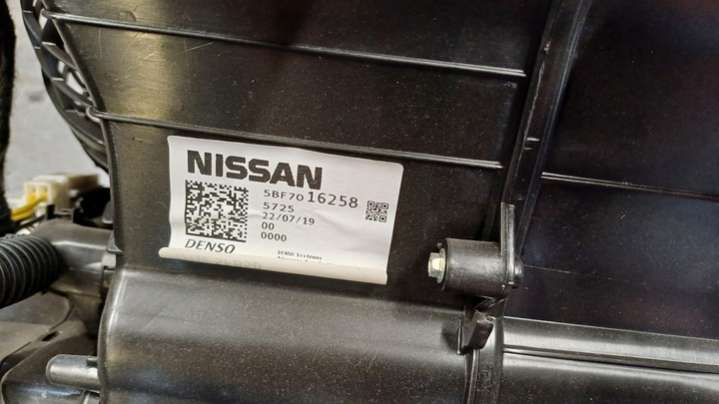 NISSAN
5BF70 16258
5725
22/07/19
00
0000
DENSO